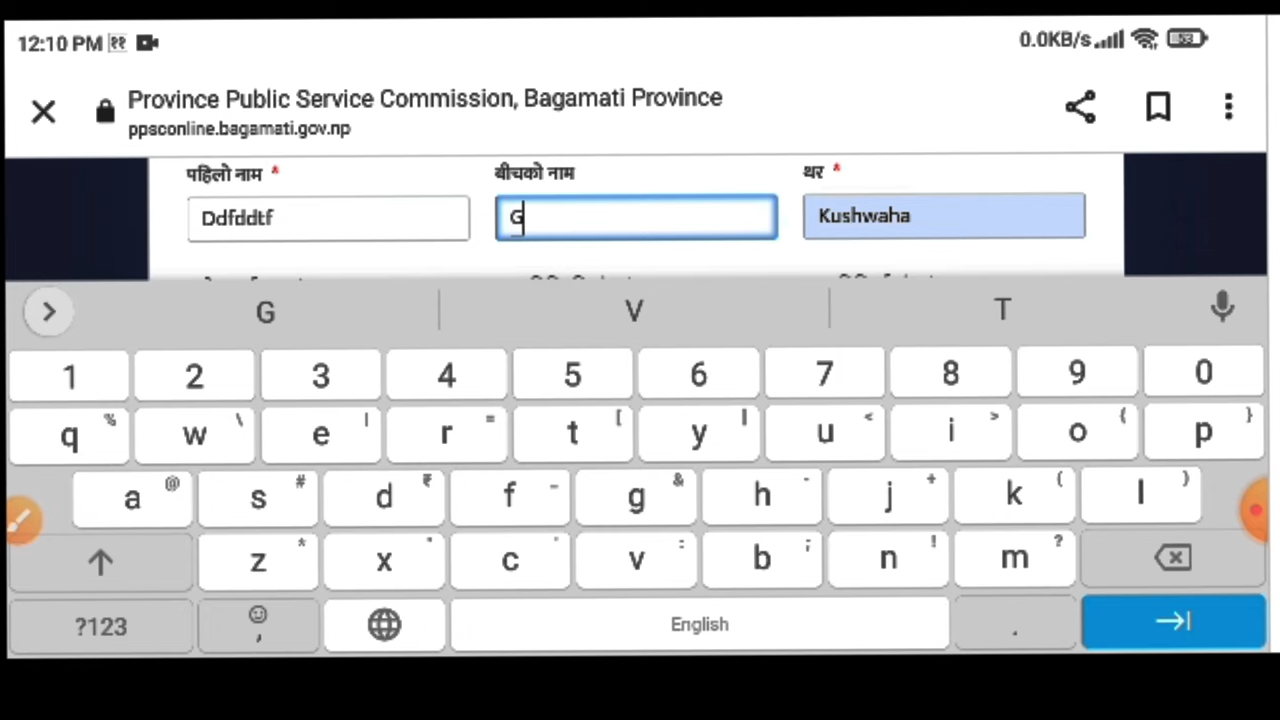 12:10 PM
0.0KB/s
53
Province Public Service Commission, Bagamati Province
ppsconline.bagamati.gov.np
पहिलो नाम * बीचको नाम थर *
Ddfddtf G Kushwaha
G V T
1 2 3 4 5 6 7 8 9 0
% \ | = [ ] < > { }
q w e r t y u i o p
@ # ₹ _ & - + ( )
a s d f g h j k l
* " ' : ; ! ?
z x c v b n m
?123 , English .